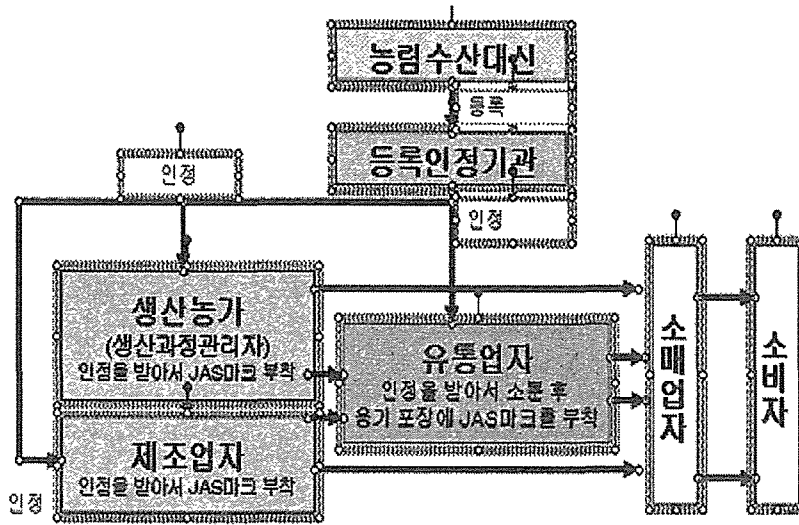 농림수산대신
등록
등록인정기관
인정
인정
생산농가
(생산과정관리자)
인정을 받아서 JAS마크 부착
유통업자
인정을 받아서 소분 후
용기 포장에 JAS마크를 부착
제조업자
인정을 받아서 JAS마크 부착
인정
소매업자
소비자